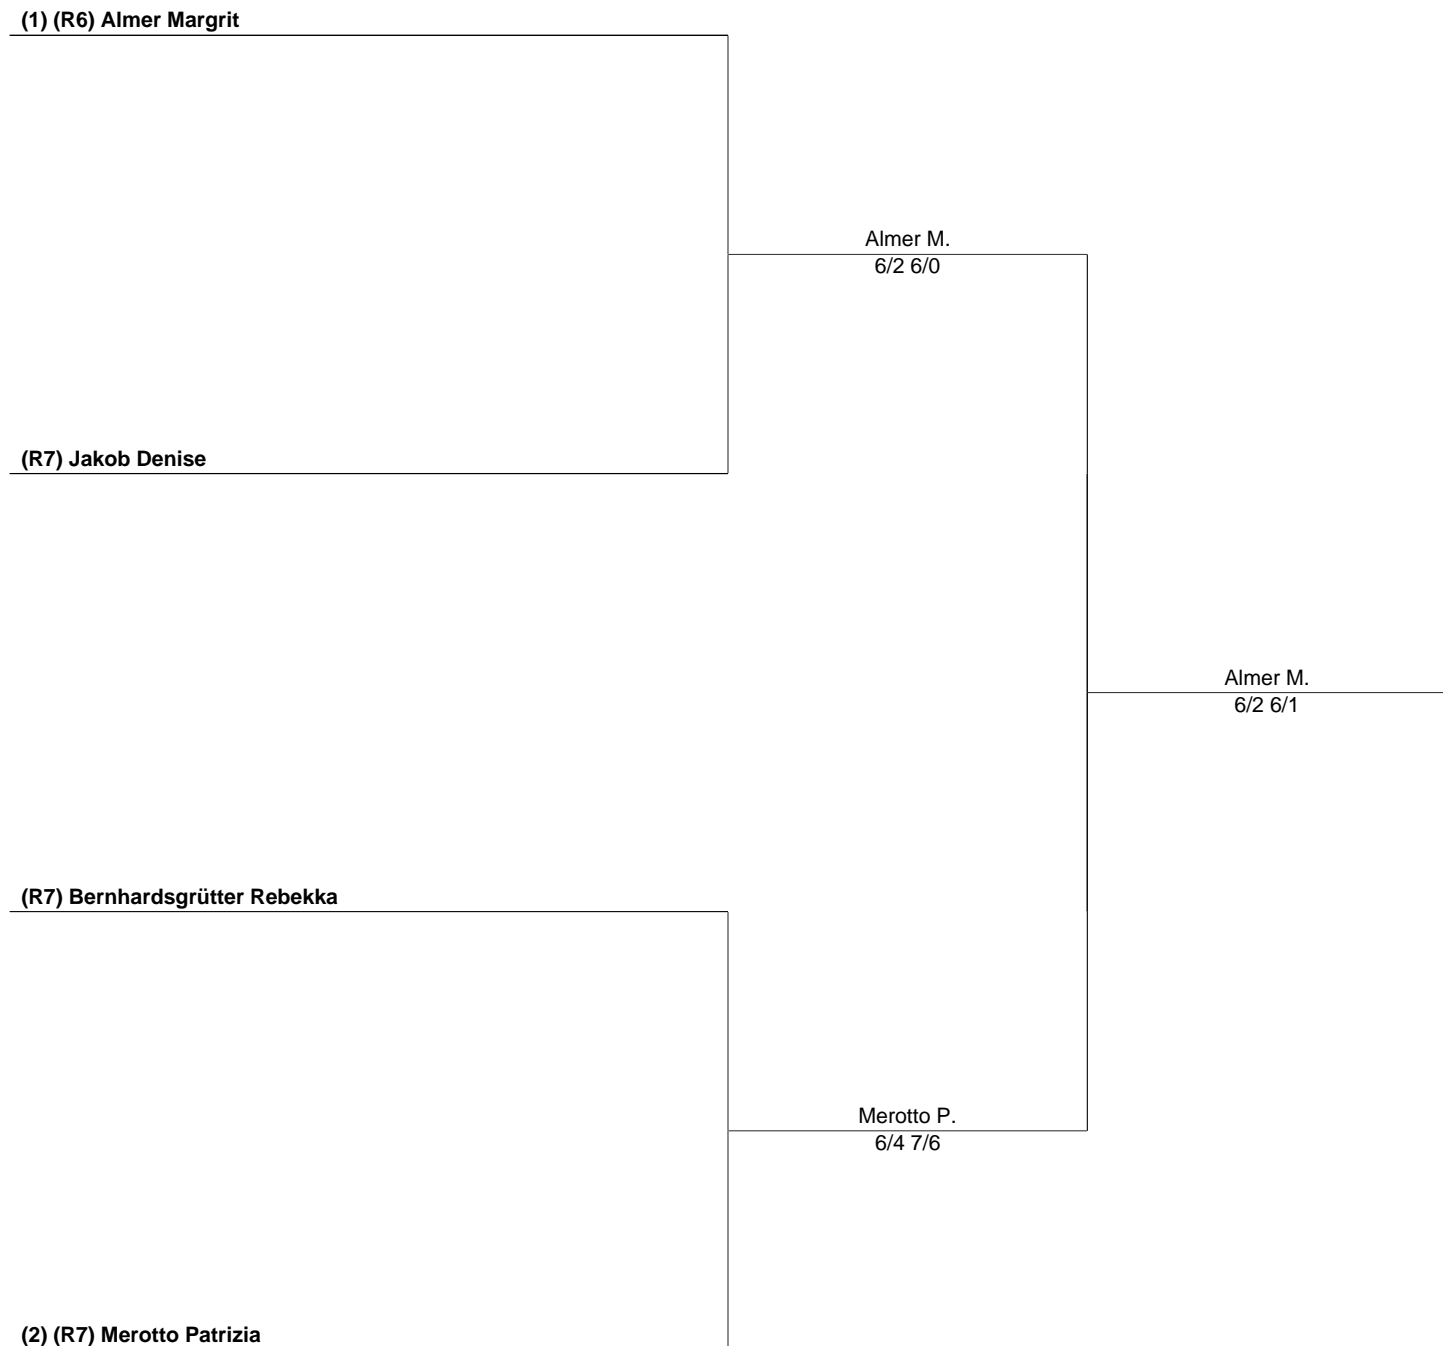 (1) (R6) Almer Margrit
Almer M.
6/2 6/0
(R7) Jakob Denise
Almer M.
6/2 6/1
(R7) Bernhardsgrütter Rebekka
Merotto P.
6/4 7/6
(2) (R7) Merotto Patrizia